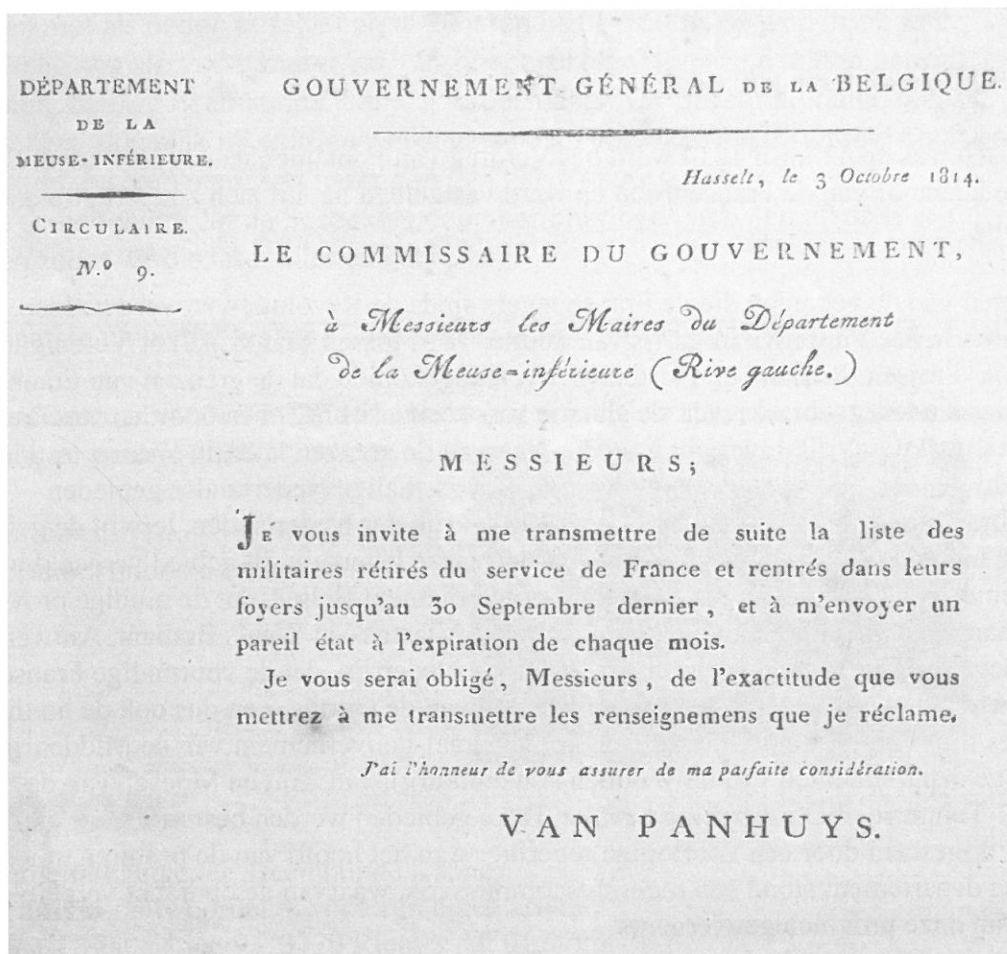 DÉPARTEMENT
DE LA
MEUSE-INFÉRIEURE.
CIRCULAIRE.
N.º 9.
GOUVERNEMENT GÉNÉRAL DE LA BELGIQUE.
Hasselt, le 3 Octobre 1814.
LE COMMISSAIRE DU GOUVERNEMENT,
à Messieurs les Maires du Département
de la Meuse-inférieure (Rive gauche.)
MESSIEURS;
JE vous invite à me transmettre de suite la liste des
militaires rétirés du service de France et rentrés dans leurs
foyers jusqu'au 30 Septembre dernier, et à m'envoyer un
pareil état à l'expiration de chaque mois.
Je vous serai obligé, Messieurs, de l'exactitude que vous
mettrez à me transmettre les renseignemens que je réclame.
J'ai l'honneur de vous assurer de ma parfaite considération.
VAN PANHUYS.